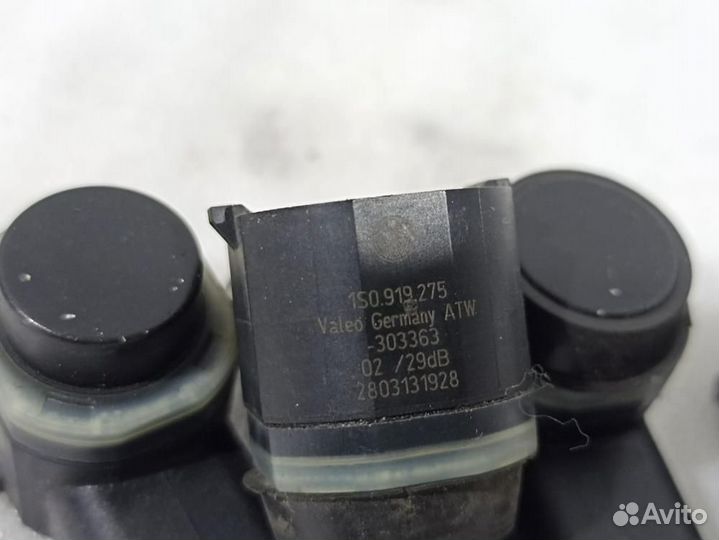 1S0.919.275
Valeo Germany ATW
-303363
02 /29dB
2803131928
Avito